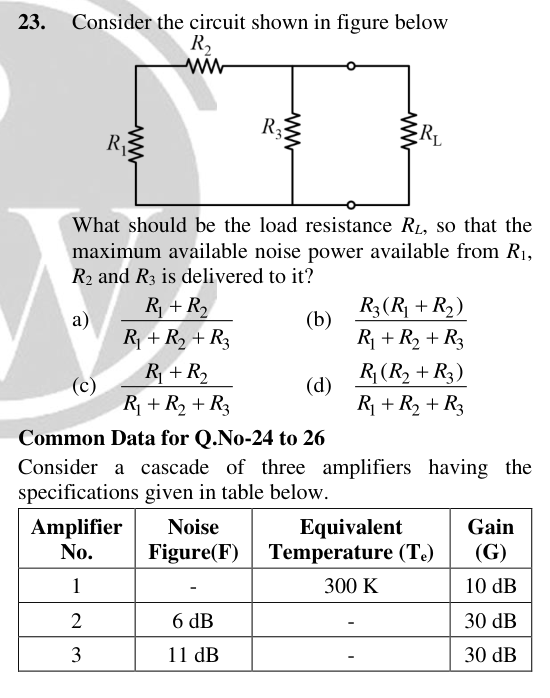 23. Consider the circuit shown in figure below
R₂
R₁
R₃
R_L
What should be the load resistance R_L, so that the
maximum available noise power available from R₁,
R₂ and R₃ is delivered to it?
a) (R₁ + R₂) / (R₁ + R₂ + R₃) (b) R₃(R₁ + R₂) / (R₁ + R₂ + R₃)
(c) (R₁ + R₂) / (R₁ + R₂ + R₃) (d) R₁(R₂ + R₃) / (R₁ + R₂ + R₃)
Common Data for Q.No-24 to 26
Consider a cascade of three amplifiers having the
specifications given in table below.
Amplifier No. Noise Figure(F) Equivalent Temperature (Tₑ) Gain (G)
1 - 300 K 10 dB
2 6 dB - 30 dB
3 11 dB - 30 dB